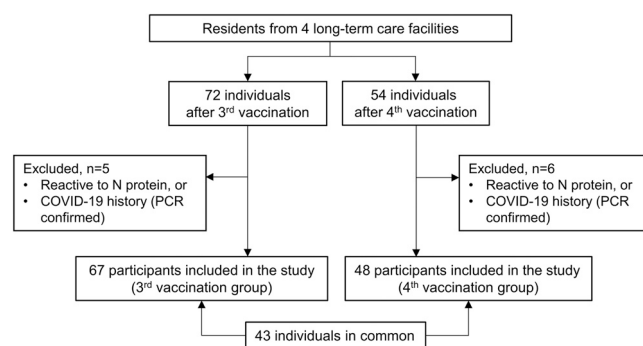 Residents from 4 long-term care facilities
72 individuals
after 3rd vaccination
54 individuals
after 4th vaccination
Excluded, n=5
• Reactive to N protein, or
• COVID-19 history (PCR
confirmed)
Excluded, n=6
• Reactive to N protein, or
• COVID-19 history (PCR
confirmed)
67 participants included in the study
(3rd vaccination group)
48 participants included in the study
(4th vaccination group)
43 individuals in common